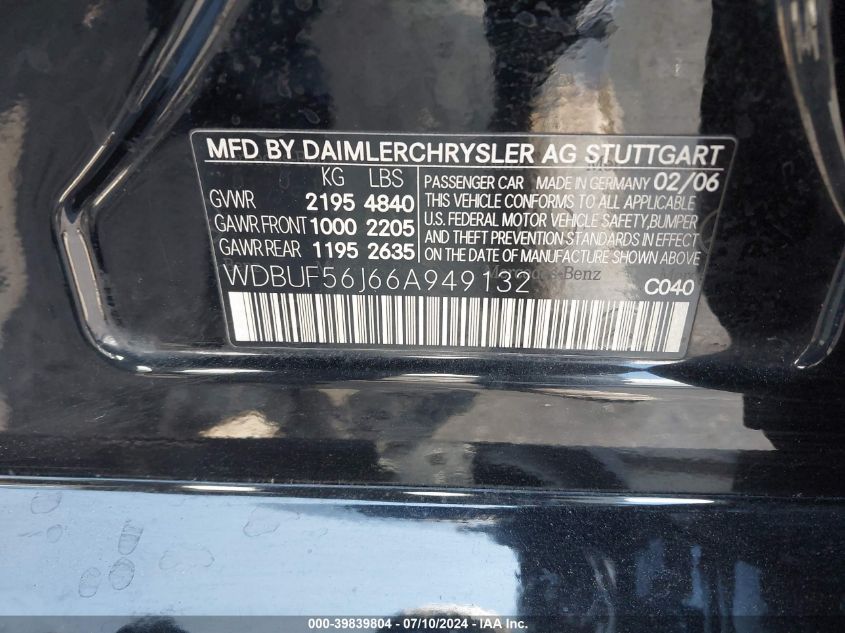 MFD BY DAIMLERCHRYSLER AG STUTTGART
KG LBS
GVWR 2195 4840
GAWR FRONT 1000 2205
GAWR REAR 1195 2635
PASSENGER CAR MADE IN GERMANY 02/06
THIS VEHICLE CONFORMS TO ALL APPLICABLE
U.S. FEDERAL MOTOR VEHICLE SAFETY,BUMPER
AND THEFT PREVENTION STANDARDS IN EFFECT
ON THE DATE OF MANUFACTURE SHOWN ABOVE.
Mercedes-Benz
WDBUF56J66A949132
C040
000-39839804 - 07/10/2024 - IAA Inc.